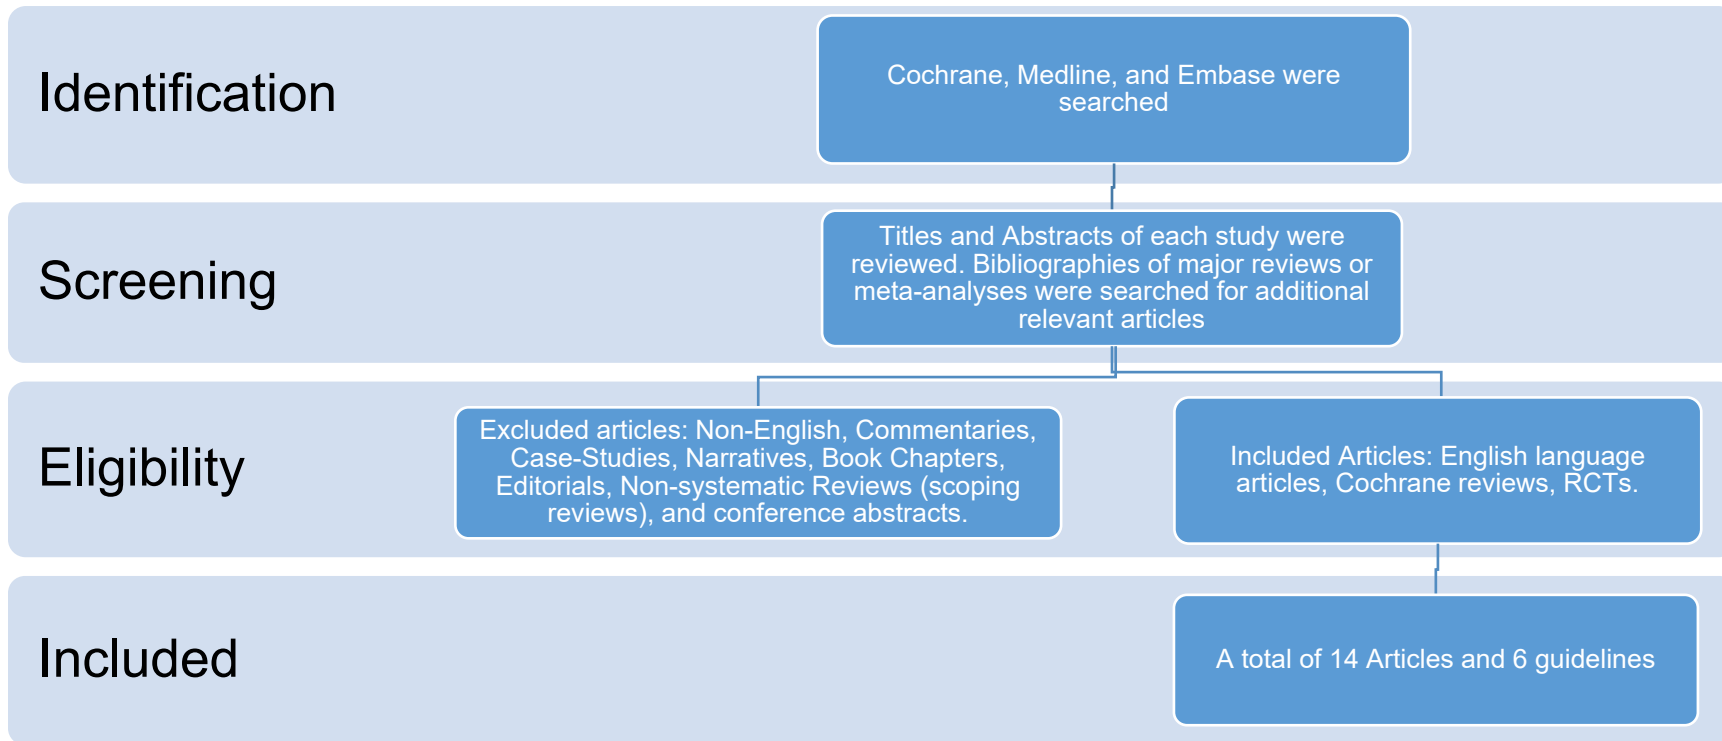 Identification
Cochrane, Medline, and Embase were
searched
Screening
Titles and Abstracts of each study were
reviewed. Bibliographies of major reviews or
meta-analyses were searched for additional
relevant articles
Eligibility
Excluded articles: Non-English, Commentaries,
Case-Studies, Narratives, Book Chapters,
Editorials, Non-systematic Reviews (scoping
reviews), and conference abstracts.
Included Articles: English language
articles, Cochrane reviews, RCTs.
Included
A total of 14 Articles and 6 guidelines